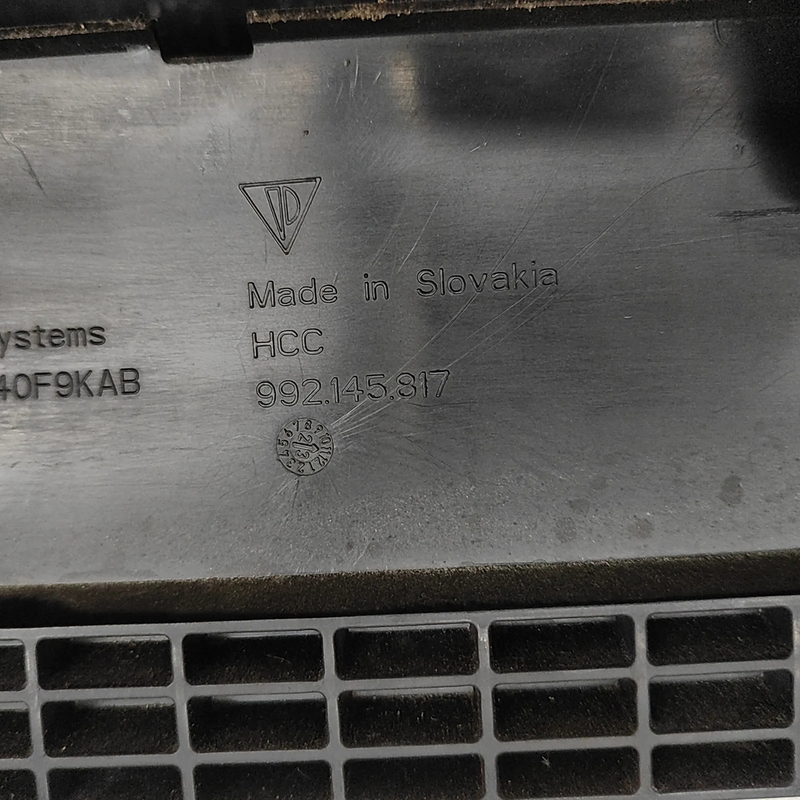 Made in Slovakia
ystems
HCC
40F9KAB
992.145.817